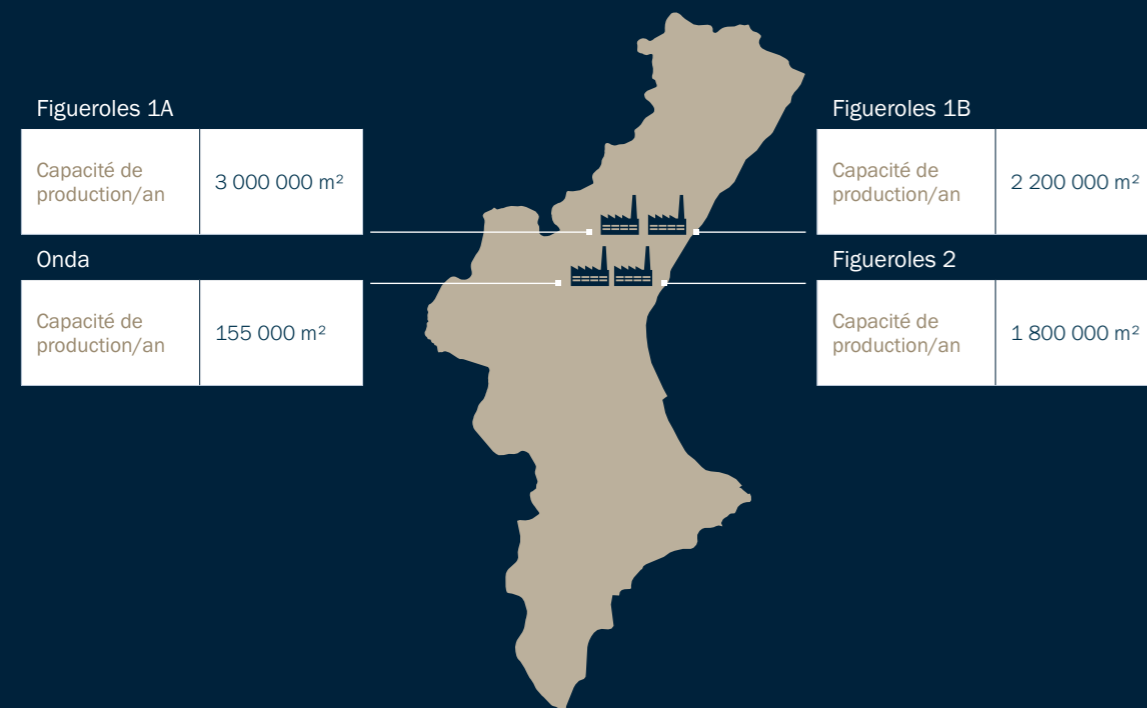 Figueroles 1A
Capacité de
production/an
3 000 000 m²
Onda
Capacité de
production/an
155 000 m²
Figueroles 1B
Capacité de
production/an
2 200 000 m²
Figueroles 2
Capacité de
production/an
1 800 000 m²